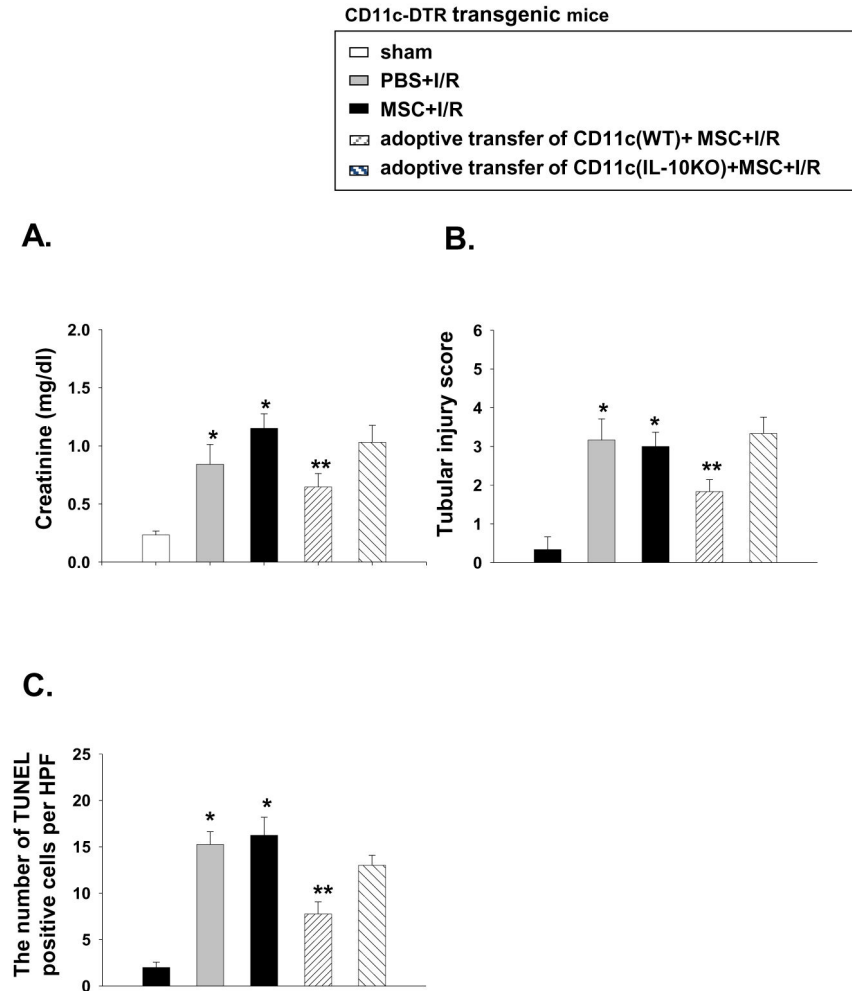 CD11c-DTR transgenic mice
sham
PBS+I/R
MSC+I/R
adoptive transfer of CD11c(WT)+ MSC+I/R
adoptive transfer of CD11c(IL-10KO)+MSC+I/R
A.
Creatinine (mg/dl)
2.0
1.5
1.0
0.5
0.0
*
*
**
B.
Tubular injury score
6
5
4
3
2
1
0
*
*
**
C.
The number of TUNEL
positive cells per HPF
25
20
15
10
5
0
*
*
**